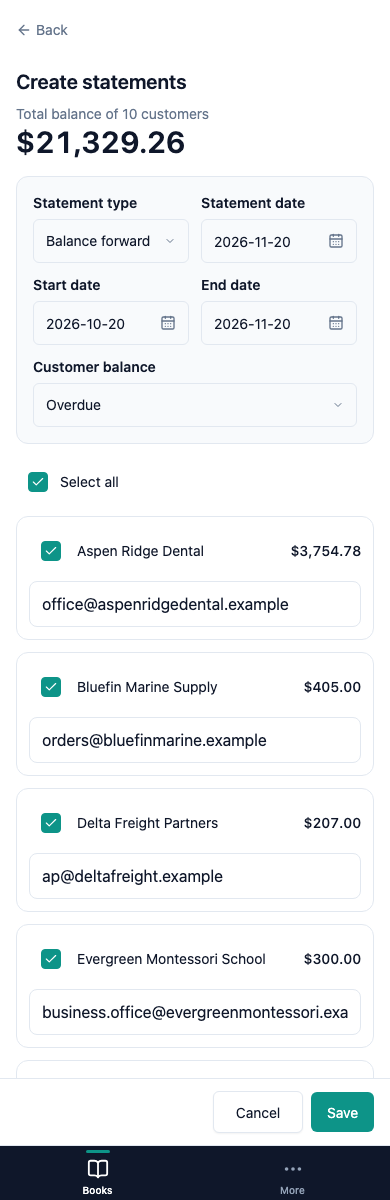 Back
Create statements
Total balance of 10 customers
$21,329.26
Statement type Statement date
Balance forward 2026-11-20
Start date End date
2026-10-20 2026-11-20
Customer balance
Overdue
Select all
Aspen Ridge Dental $3,754.78
office@aspenridgedental.example
Bluefin Marine Supply $405.00
orders@bluefinmarine.example
Delta Freight Partners $207.00
ap@deltafreight.example
Evergreen Montessori School $300.00
business.office@evergreenmontessori.exa
Cancel Save
Books More